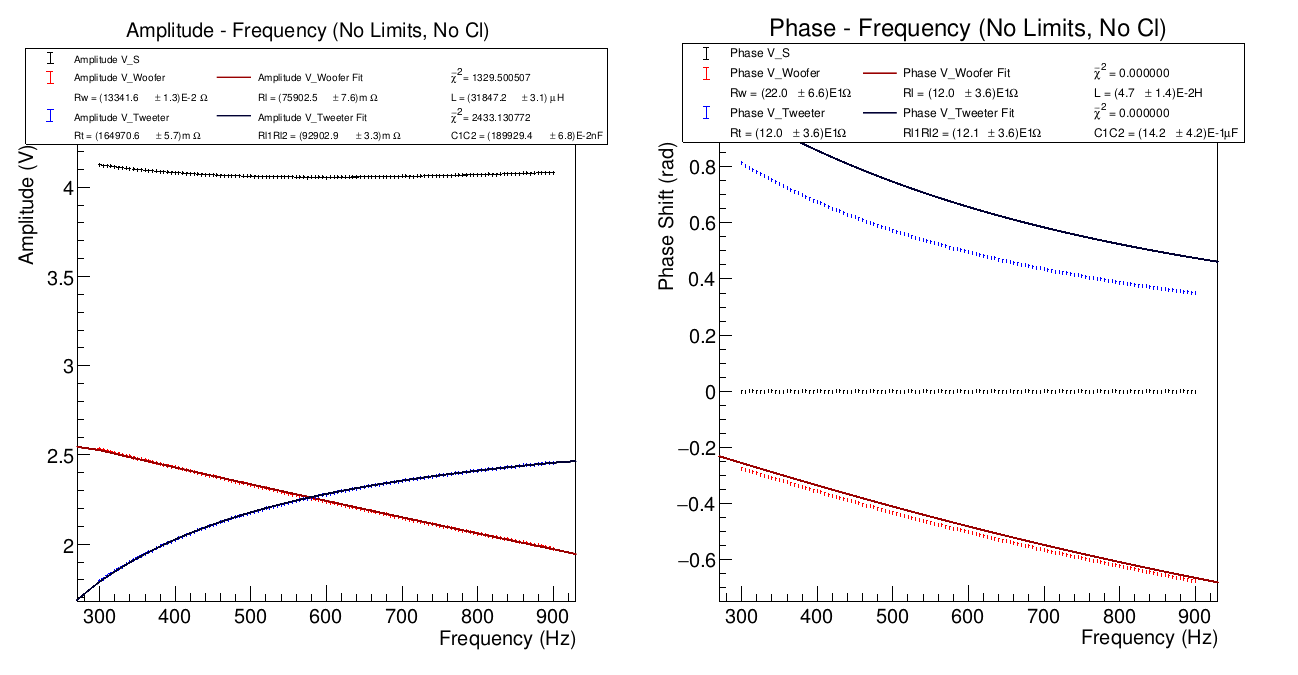 Amplitude - Frequency (No Limits, No Cl)
Amplitude V_S
Amplitude V_Woofer Amplitude V_Woofer Fit χ̄² = 1329.500507
Rw = (13341.6 ± 1.3)E-2 Ω Rl = (75902.5 ± 7.6)m Ω L = (31847.2 ± 3.1) μH
Amplitude V_Tweeter Amplitude V_Tweeter Fit χ̄² = 2433.130772
Rt = (164970.6 ± 5.7)m Ω Rl1Rl2 = (92902.9 ± 3.3)m Ω C1C2 = (189929.4 ± 6.8)E-2nF
Amplitude (V)
4
3.5
3
2.5
2
300 400 500 600 700 800 900
Frequency (Hz)
Phase - Frequency (No Limits, No Cl)
Phase V_S
Phase V_Woofer Phase V_Woofer Fit χ̄² = 0.000000
Rw = (22.0 ± 6.6)E1Ω Rl = (12.0 ± 3.6)E1Ω L = (4.7 ± 1.4)E-2H
Phase V_Tweeter Phase V_Tweeter Fit χ̄² = 0.000000
Rt = (12.0 ± 3.6)E1Ω Rl1Rl2 = (12.1 ± 3.6)E1Ω C1C2 = (14.2 ± 4.2)E-1μF
Phase Shift (rad)
0.8
0.6
0.4
0.2
0
−0.2
−0.4
−0.6
300 400 500 600 700 800 900
Frequency (Hz)